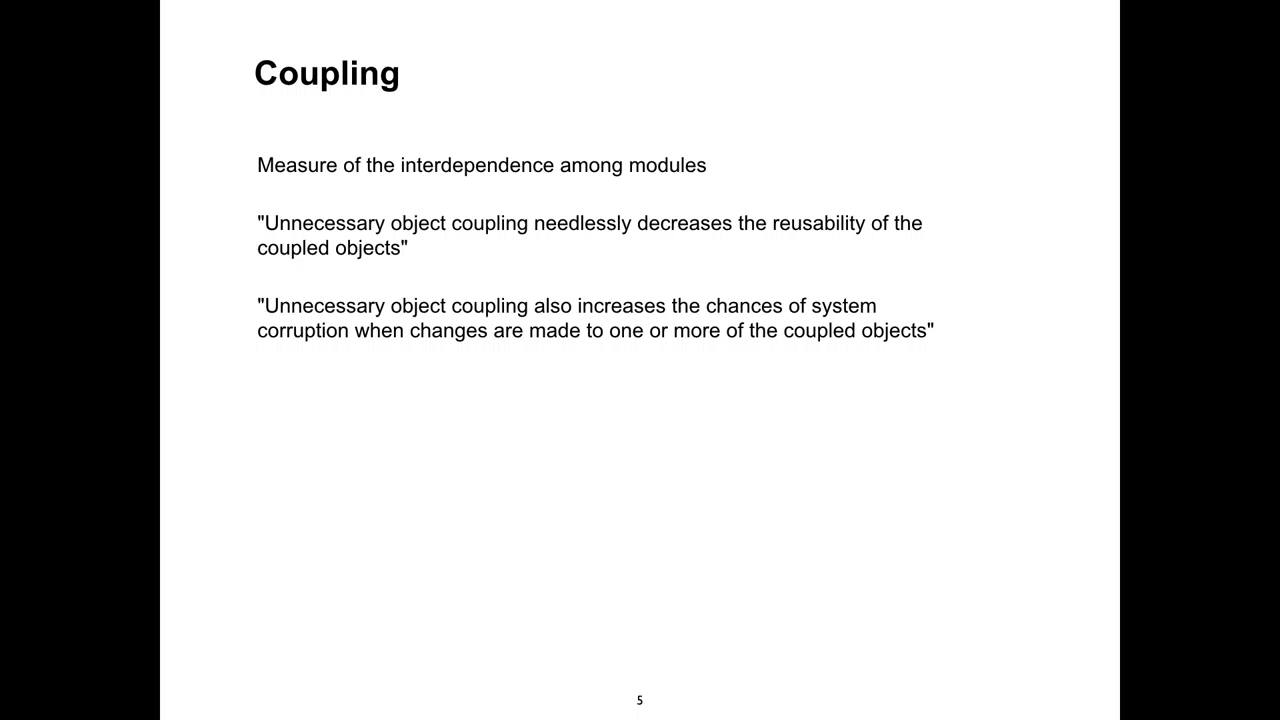 Coupling
Measure of the interdependence among modules
"Unnecessary object coupling needlessly decreases the reusability of the
coupled objects"
"Unnecessary object coupling also increases the chances of system
corruption when changes are made to one or more of the coupled objects"
5